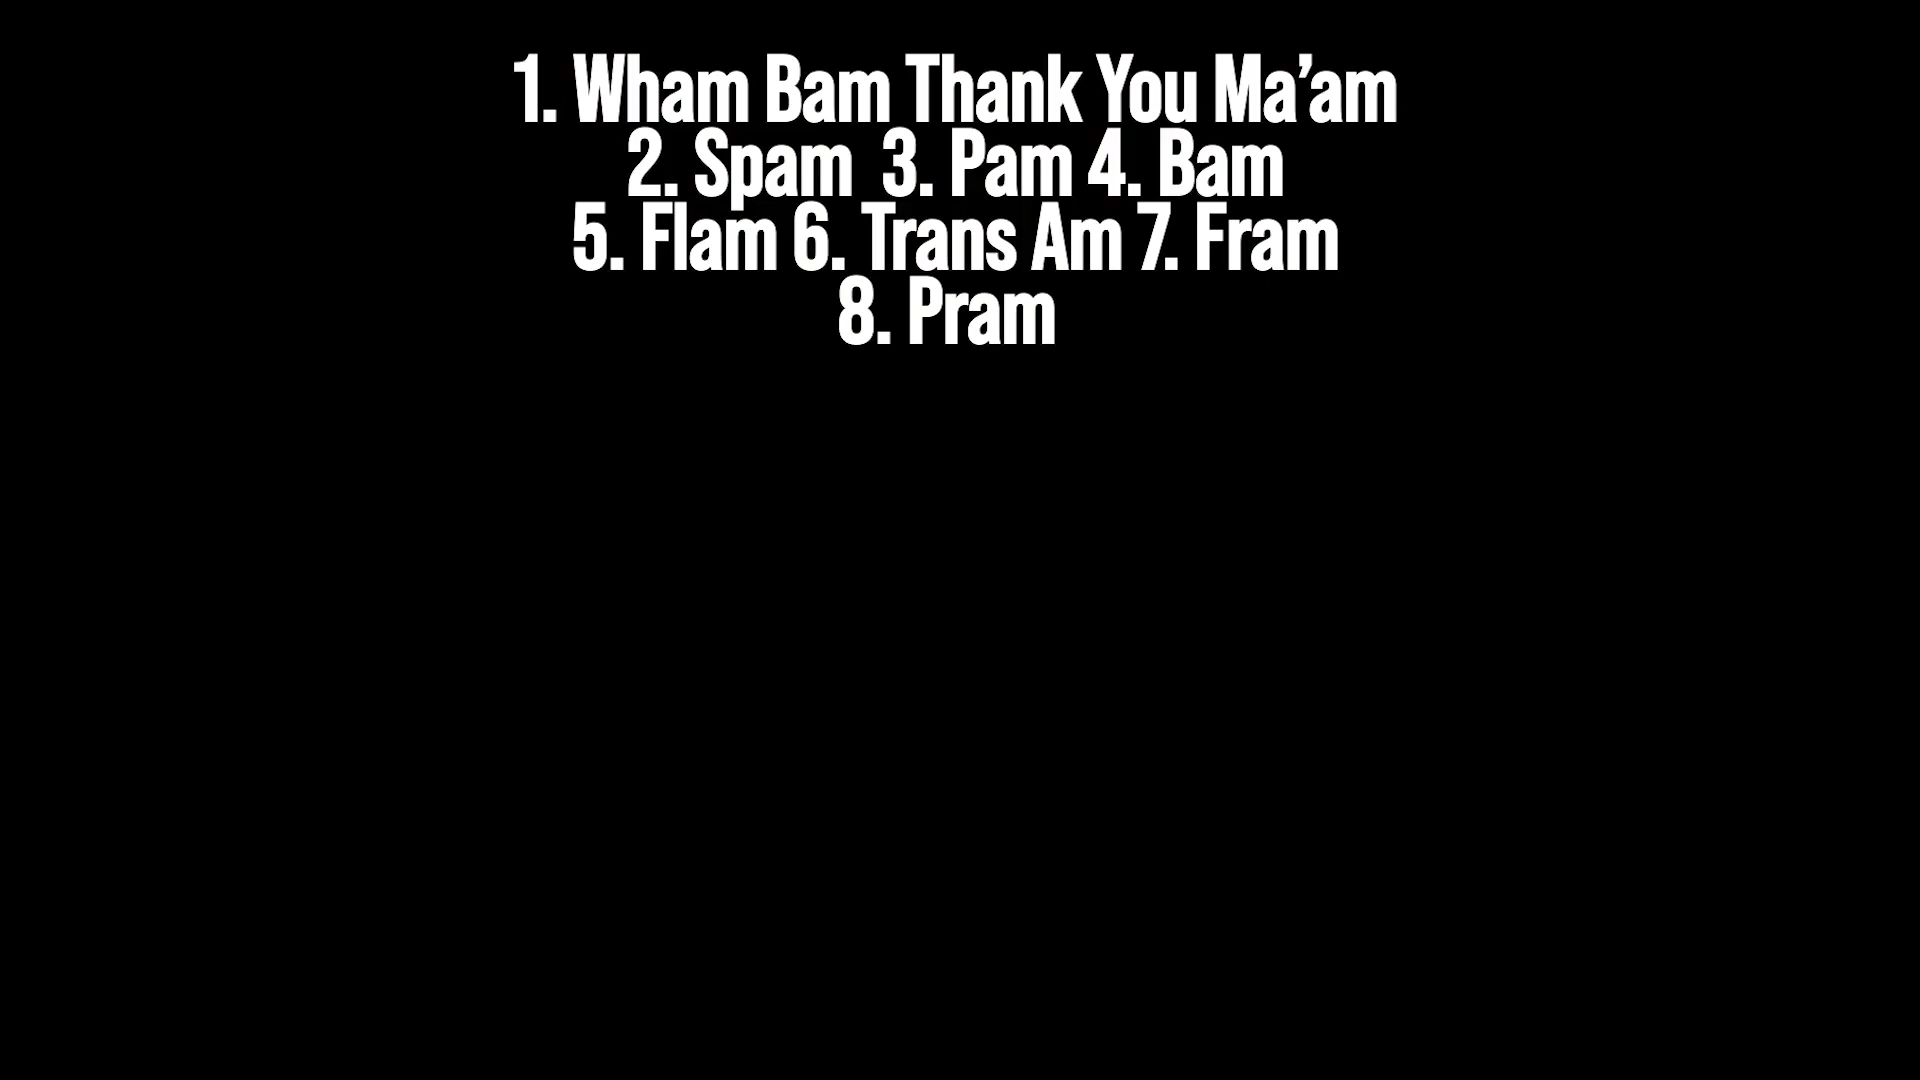 1. Wham Bam Thank You Ma’am
2. Spam  3. Pam 4. Bam
5. Flam 6. Trans Am 7. Fram
8. Pram